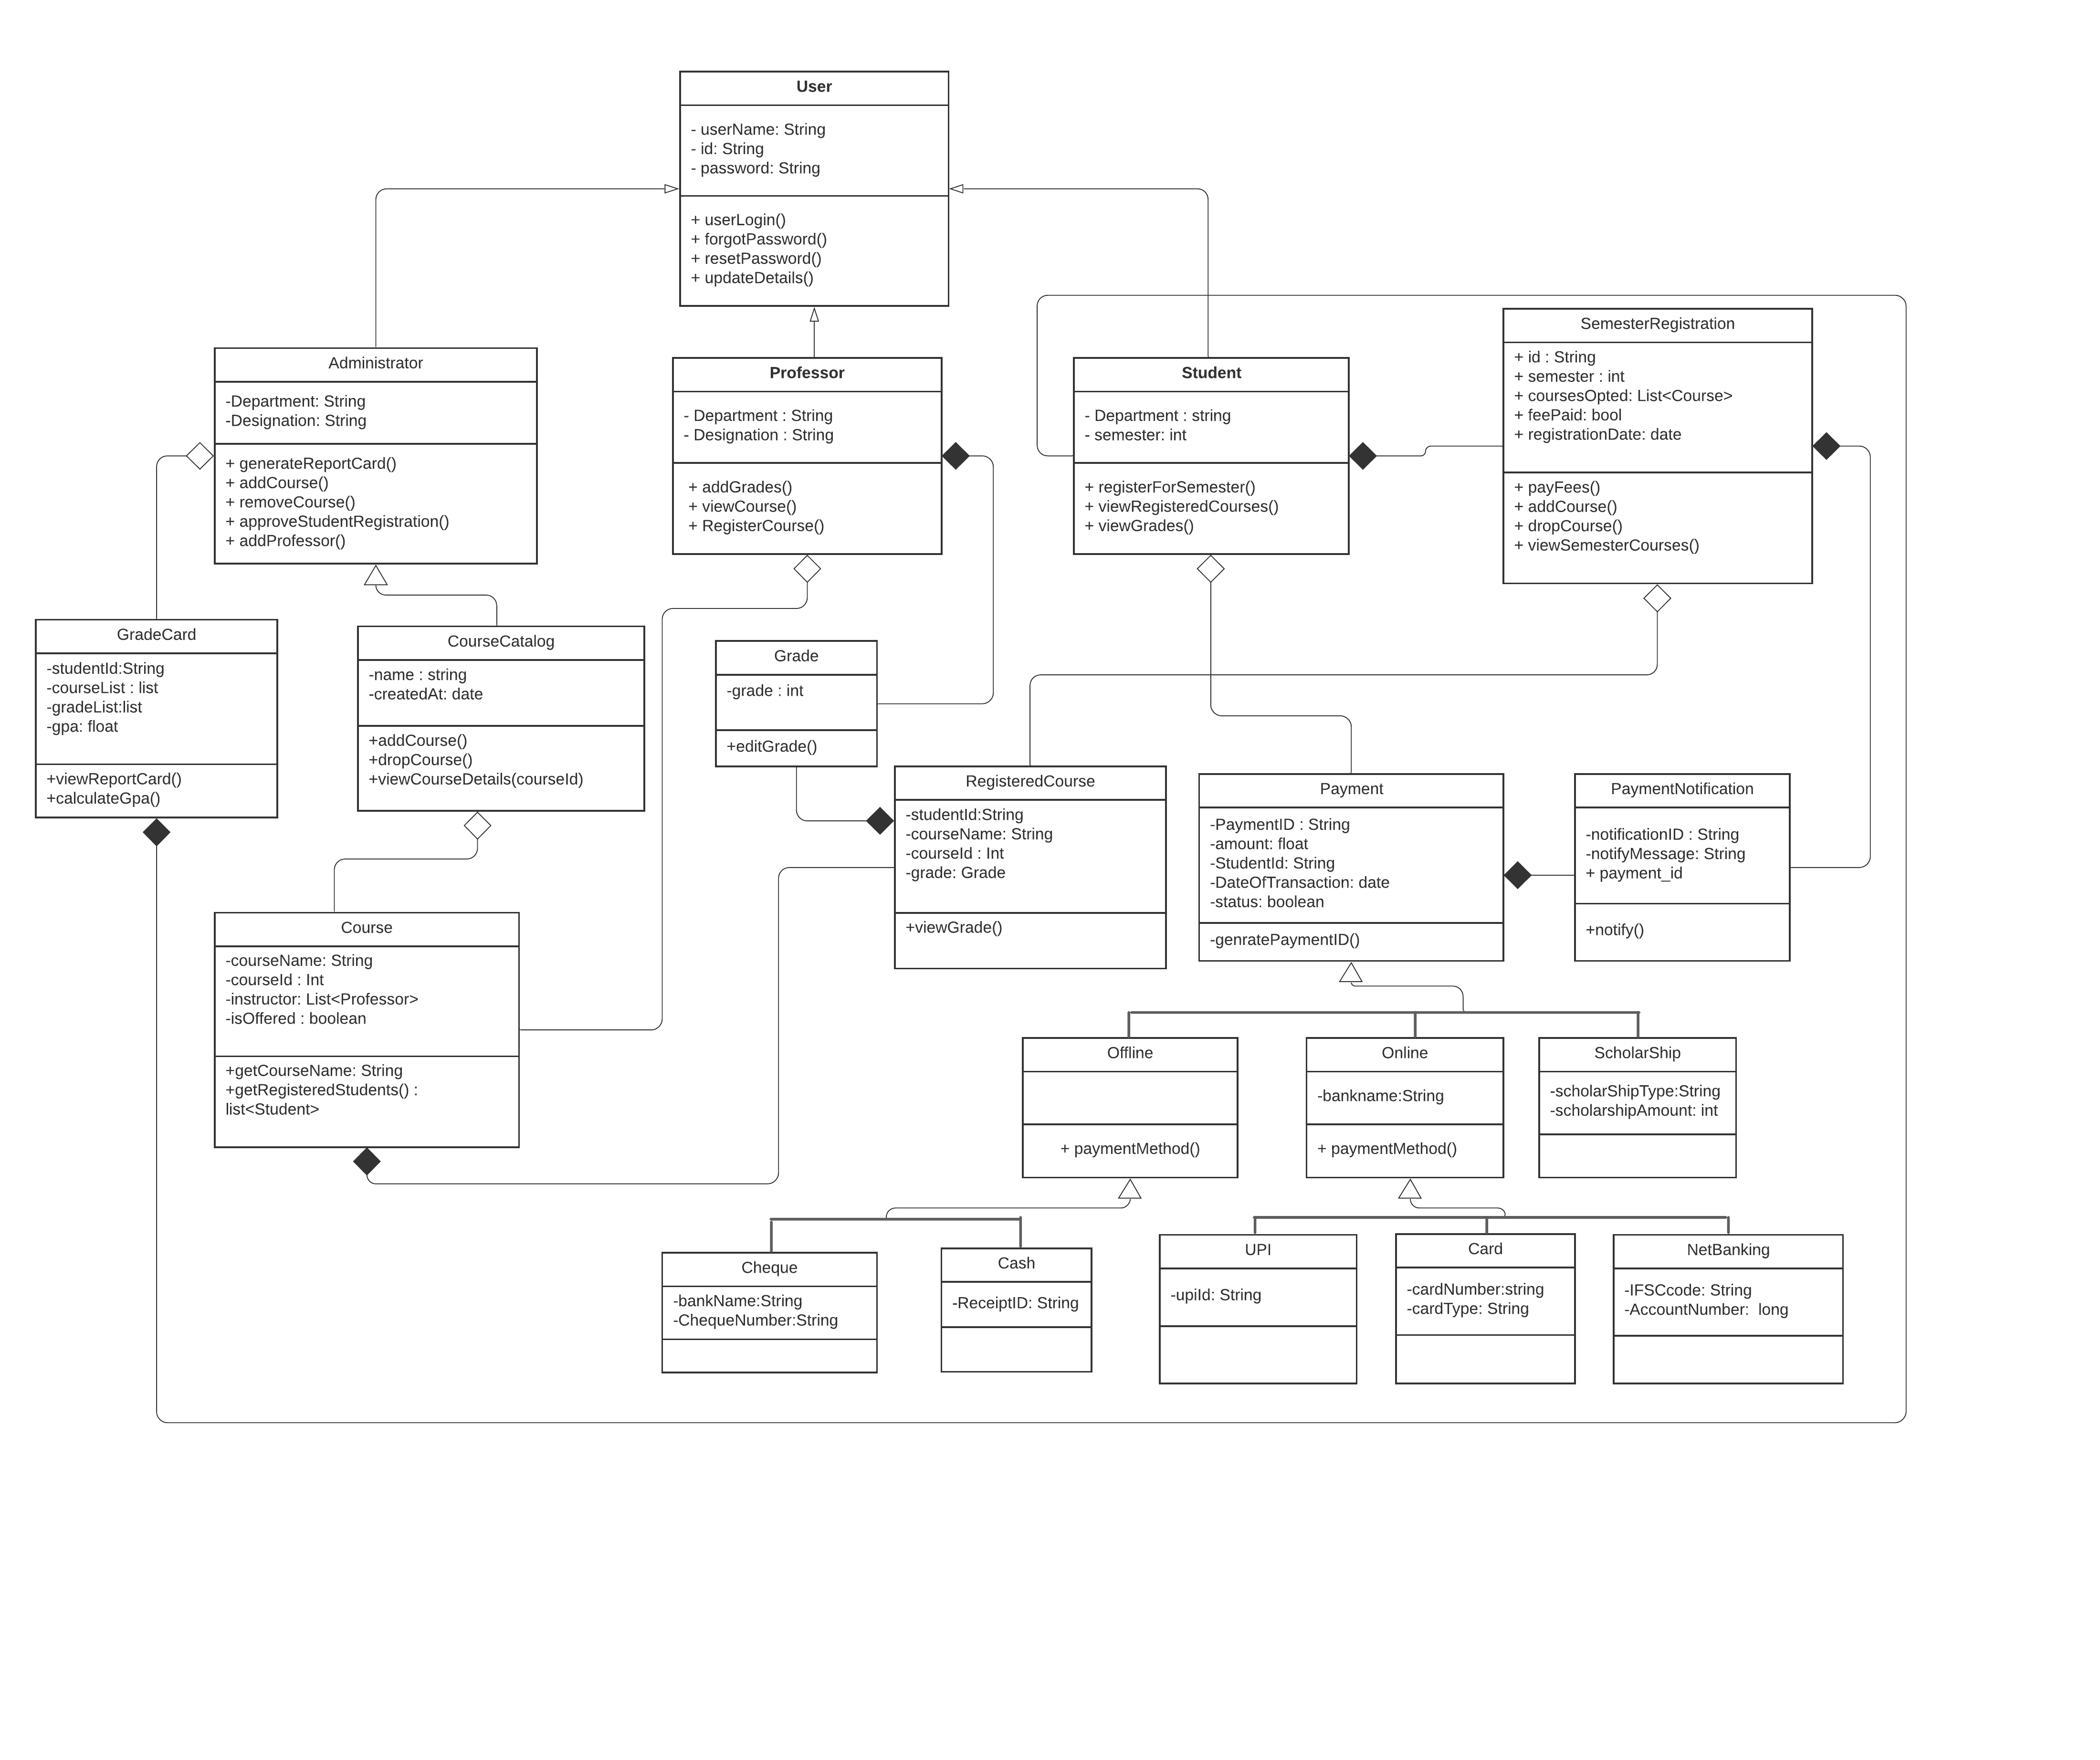 User
- userName: String
- id: String
- password: String
+ userLogin()
+ forgotPassword()
+ resetPassword()
+ updateDetails()
Administrator
-Department: String
-Designation: String
+ generateReportCard()
+ addCourse()
+ removeCourse()
+ approveStudentRegistration()
+ addProfessor()
Professor
- Department : String
- Designation : String
+ addGrades()
+ viewCourse()
+ RegisterCourse()
Student
- Department : string
- semester: int
+ registerForSemester()
+ viewRegisteredCourses()
+ viewGrades()
SemesterRegistration
+ id : String
+ semester : int
+ coursesOpted: List<Course>
+ feePaid: bool
+ registrationDate: date
+ payFees()
+ addCourse()
+ dropCourse()
+ viewSemesterCourses()
GradeCard
-studentId:String
-courseList : list
-gradeList:list
-gpa: float
+viewReportCard()
+calculateGpa()
CourseCatalog
-name : string
-createdAt: date
+addCourse()
+dropCourse()
+viewCourseDetails(courseId)
Grade
-grade : int
+editGrade()
RegisteredCourse
-studentId:String
-courseName: String
-courseId : Int
-grade: Grade
+viewGrade()
Payment
-PaymentID : String
-amount: float
-StudentId: String
-DateOfTransaction: date
-status: boolean
-genratePaymentID()
PaymentNotification
-notificationID : String
-notifyMessage: String
+ payment_id
+notify()
Course
-courseName: String
-courseId : Int
-instructor: List<Professor>
-isOffered : boolean
+getCourseName: String
+getRegisteredStudents() :
list<Student>
Offline
+ paymentMethod()
Online
-bankname:String
+ paymentMethod()
ScholarShip
-scholarShipType:String
-scholarshipAmount: int
Cheque
-bankName:String
-ChequeNumber:String
Cash
-ReceiptID: String
UPI
-upiId: String
Card
-cardNumber:string
-cardType: String
NetBanking
-IFSCcode: String
-AccountNumber:  long